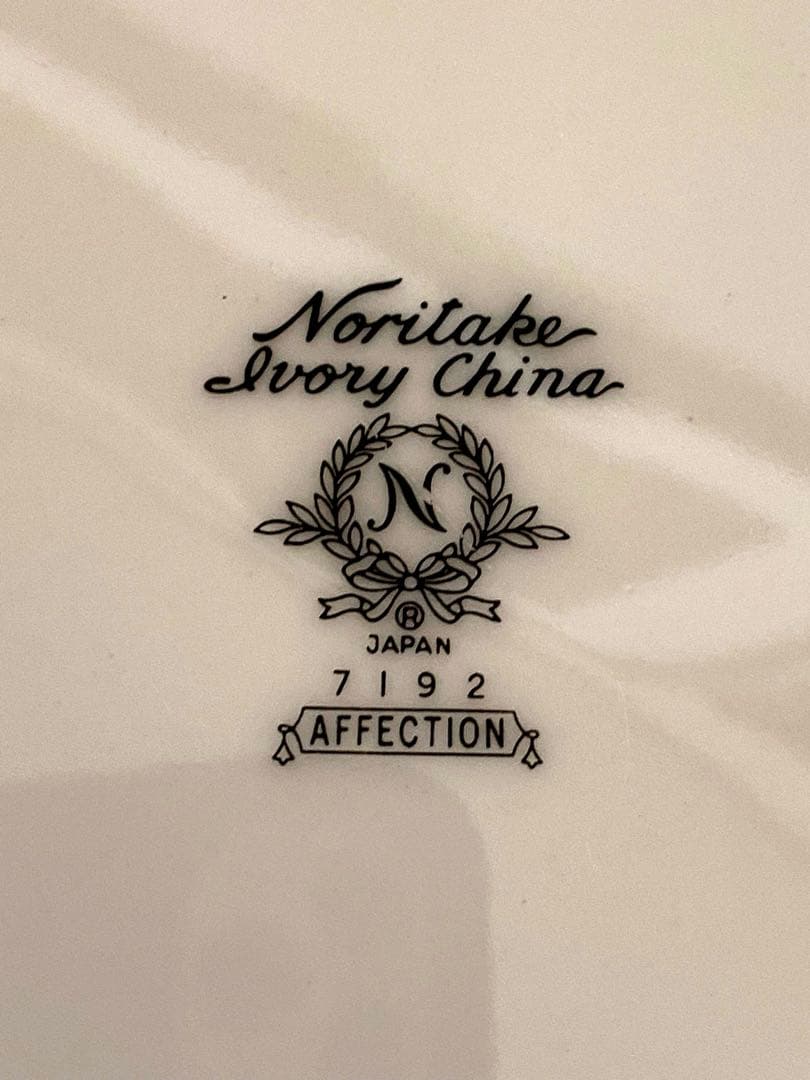 Noritake
Ivory China
N
®
JAPAN
7192
AFFECTION